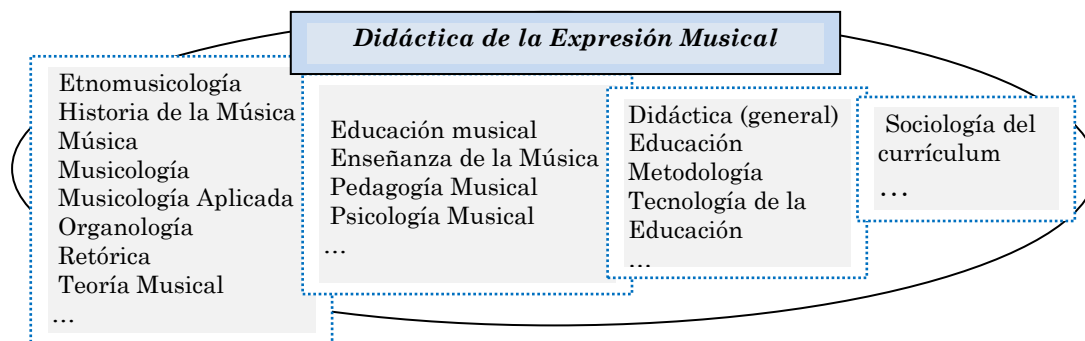 Didáctica de la Expresión Musical
Etnomusicología
Historia de la Música
Música
Musicología
Musicología Aplicada
Organología
Retórica
Teoría Musical
...
Educación musical
Enseñanza de la Música
Pedagogía Musical
Psicología Musical
...
Didáctica (general)
Educación
Metodología
Tecnología de la
Educación
...
Sociología del
currículum
...